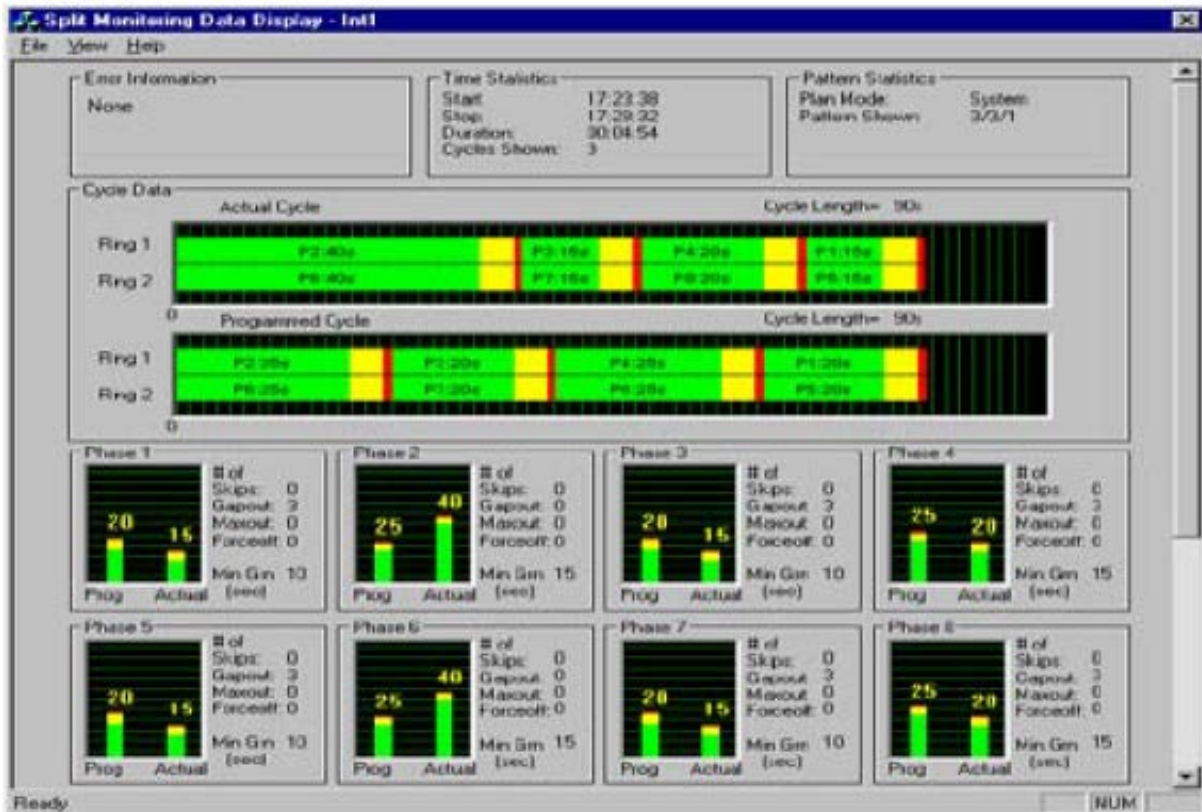 Split Monitoring Data Display - Int1
File View Help
Error Information
None
Time Statistics
Start 17:23:38
Stop 17:29:32
Duration: 00:04:54
Cycles Shown: 3
Pattern Statistics
Plan Mode: System
Pattern Shown 3/3/1
Cycle Data
Actual Cycle Cycle Length= 90s
Ring 1 P2:40s P3:15s P4:20s P1:15s
Ring 2 P6:40s P7:15s P8:20s P5:15s
0
Programmed Cycle Cycle Length= 90s
Ring 1 P2:25s P3:20s P4:25s P1:20s
Ring 2 P6:25s P7:20s P8:25s P5:20s
0
Phase 1
20 15
Prog Actual
# of
Skips: 0
Gapout: 3
Maxout: 0
Forceoff: 0
Min Grn 10
(sec)
Phase 2
25 40
Prog Actual
# of
Skips: 0
Gapout: 0
Maxout: 0
Forceoff: 0
Min Grn 15
(sec)
Phase 3
20 15
Prog Actual
# of
Skips: 0
Gapout: 3
Maxout: 0
Forceoff: 0
Min Grn 10
(sec)
Phase 4
25 20
Prog Actual
# of
Skips: 0
Gapout: 3
Maxout: 0
Forceoff: 0
Min Grn 15
(sec)
Phase 5
20 15
Prog Actual
# of
Skips: 0
Gapout: 3
Maxout: 0
Forceoff: 0
Min Grn 10
(sec)
Phase 6
25 40
Prog Actual
# of
Skips: 0
Gapout: 0
Maxout: 0
Forceoff: 0
Min Grn 15
(sec)
Phase 7
20 15
Prog Actual
# of
Skips: 0
Gapout: 3
Maxout: 0
Forceoff: 0
Min Grn 10
(sec)
Phase 8
25 20
Prog Actual
# of
Skips: 0
Gapout: 3
Maxout: 0
Forceoff: 0
Min Grn 15
(sec)
Ready NUM